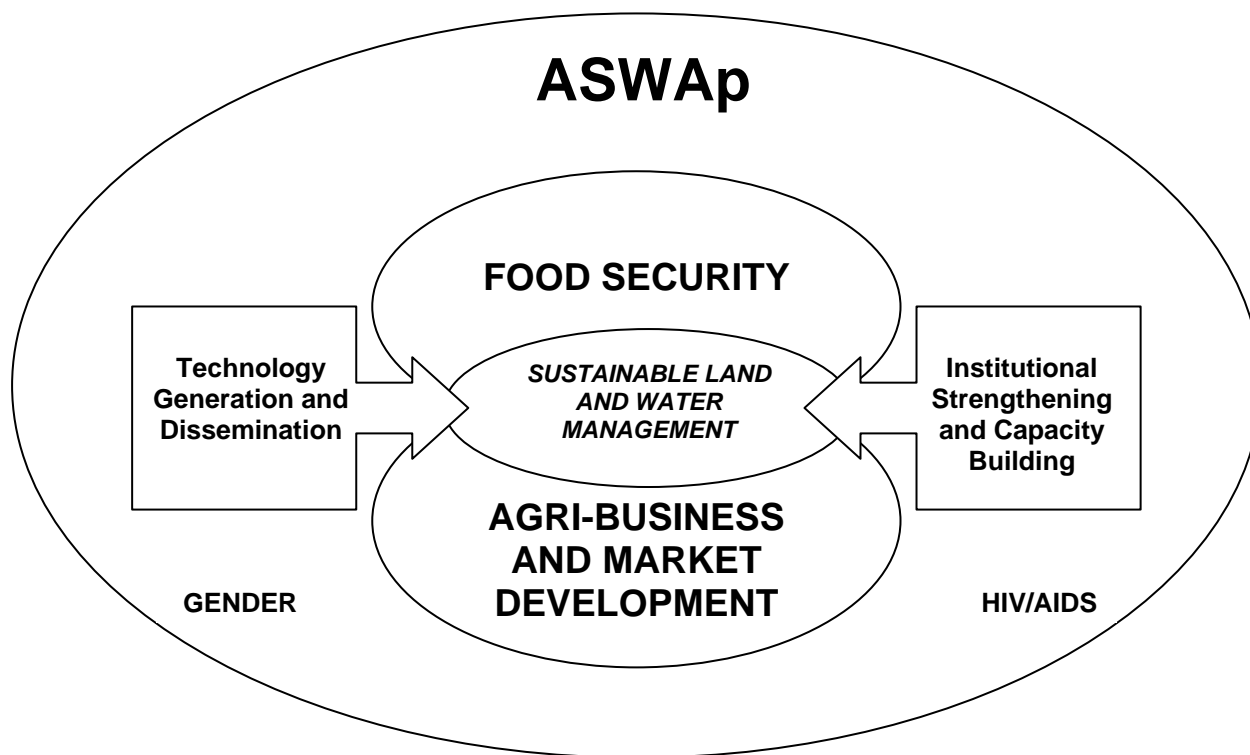 ASWAp
FOOD SECURITY
Technology
Generation and
Dissemination
SUSTAINABLE LAND
AND WATER
MANAGEMENT
Institutional
Strengthening
and Capacity
Building
AGRI-BUSINESS
AND MARKET
DEVELOPMENT
GENDER
HIV/AIDS